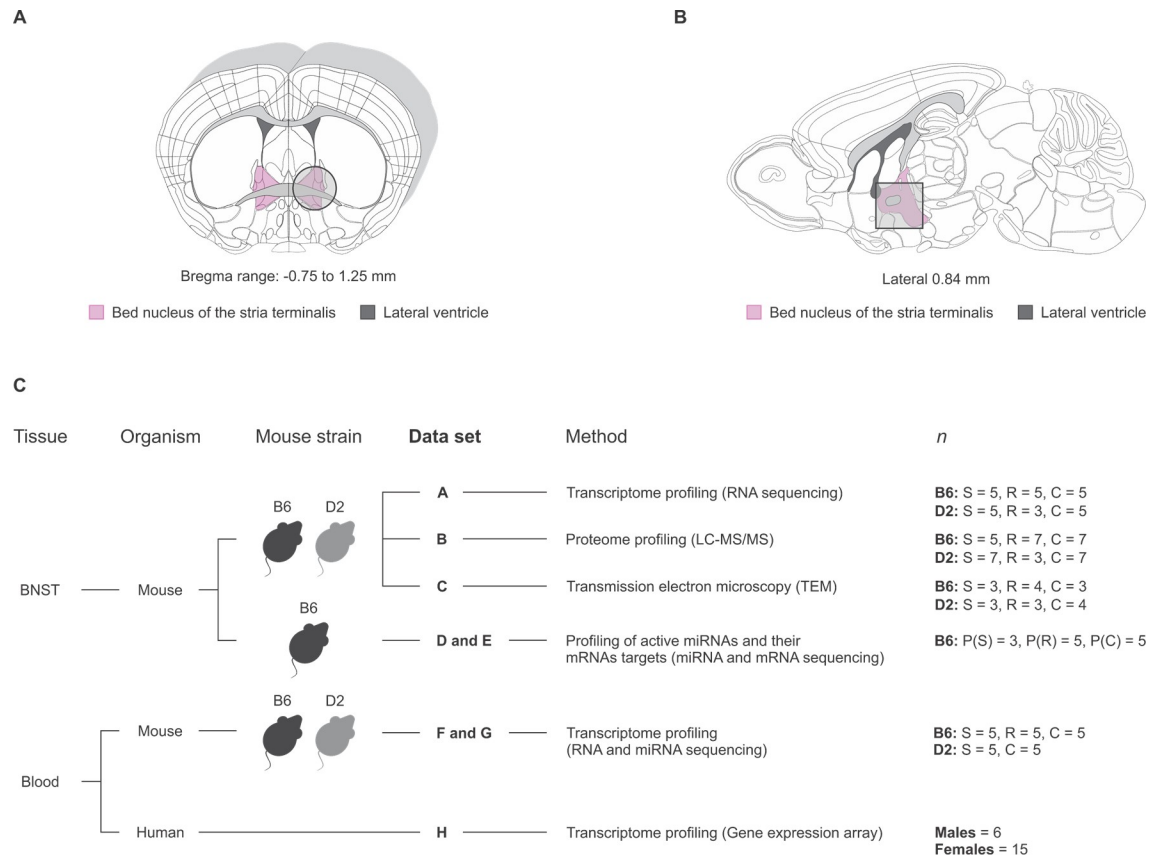 A
B
Bregma range: -0.75 to 1.25 mm
Lateral 0.84 mm
Bed nucleus of the stria terminalis
Lateral ventricle
Bed nucleus of the stria terminalis
Lateral ventricle
C
Tissue Organism Mouse strain Data set Method n
B6 D2
A Transcriptome profiling (RNA sequencing) B6: S = 5, R = 5, C = 5
D2: S = 5, R = 3, C = 5
B Proteome profiling (LC-MS/MS) B6: S = 5, R = 7, C = 7
D2: S = 7, R = 3, C = 7
BNST Mouse
C Transmission electron microscopy (TEM) B6: S = 3, R = 4, C = 3
D2: S = 3, R = 3, C = 4
B6
D and E Profiling of active miRNAs and their B6: P(S) = 3, P(R) = 5, P(C) = 5
mRNAs targets (miRNA and mRNA sequencing)
B6 D2
Mouse F and G Transcriptome profiling B6: S = 5, R = 5, C = 5
(RNA and miRNA sequencing) D2: S = 5, C = 5
Blood
Human H Transcriptome profiling (Gene expression array) Males = 6
Females = 15